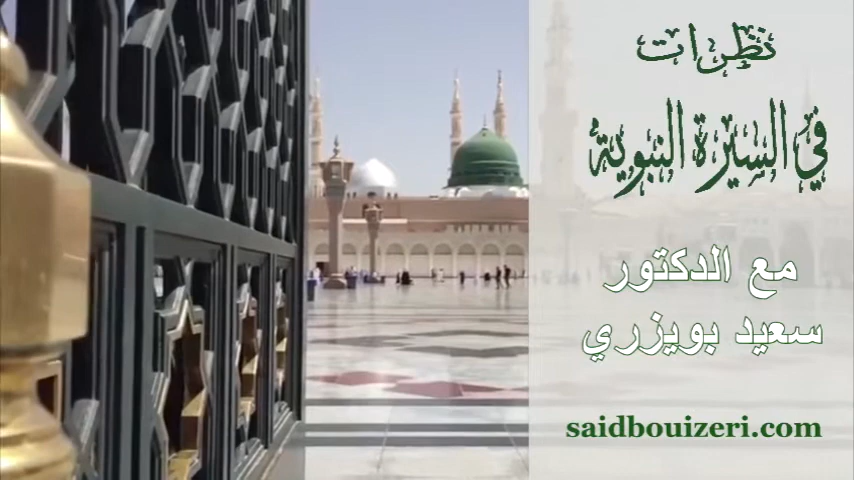 نظرات
في السيرة النبوية
مع الدكتور
سعيد بويزري
saidbouizeri.com